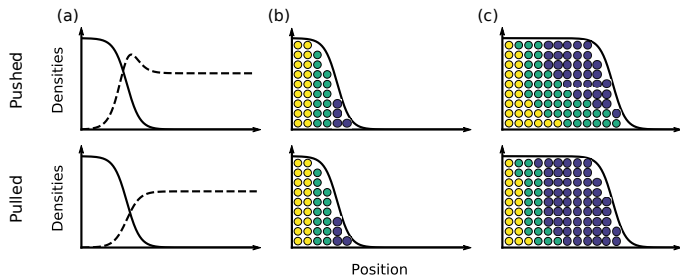 (a)
(b)
(c)
Pushed
Densities
Pulled
Densities
Position